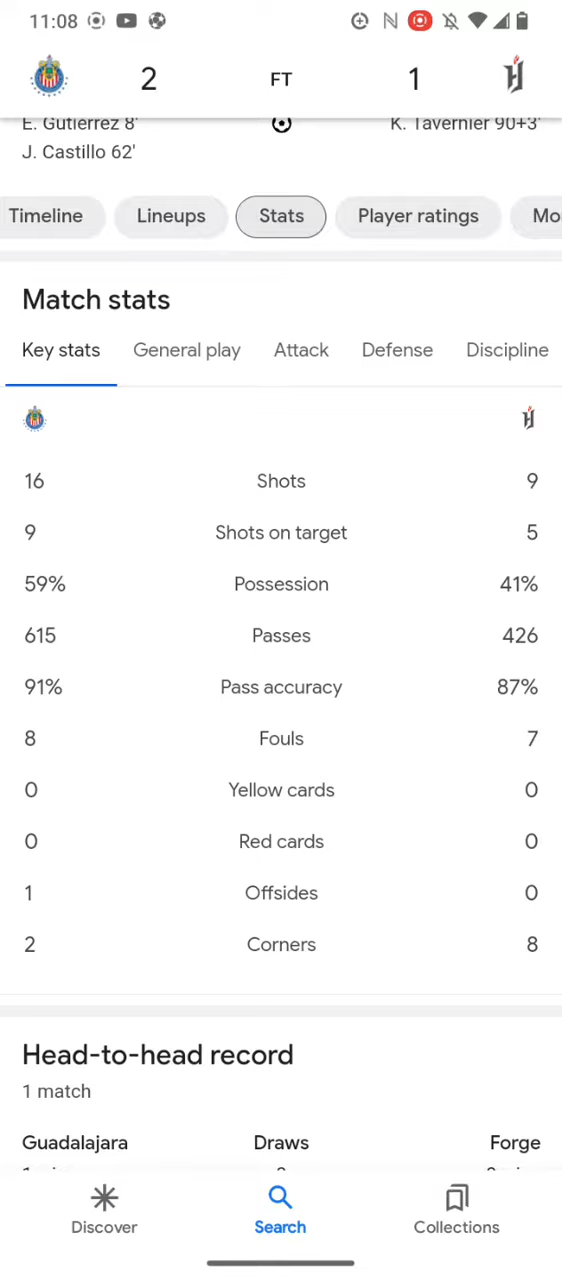 11:08
2 FT 1
E. Gutierrez 8' K. Tavernier 90+3'
J. Castillo 62'
Timeline Lineups Stats Player ratings Mo
Match stats
Key stats General play Attack Defense Discipline
16 Shots 9
9 Shots on target 5
59% Possession 41%
615 Passes 426
91% Pass accuracy 87%
8 Fouls 7
0 Yellow cards 0
0 Red cards 0
1 Offsides 0
2 Corners 8
Head-to-head record
1 match
Guadalajara Draws Forge
Discover Search Collections